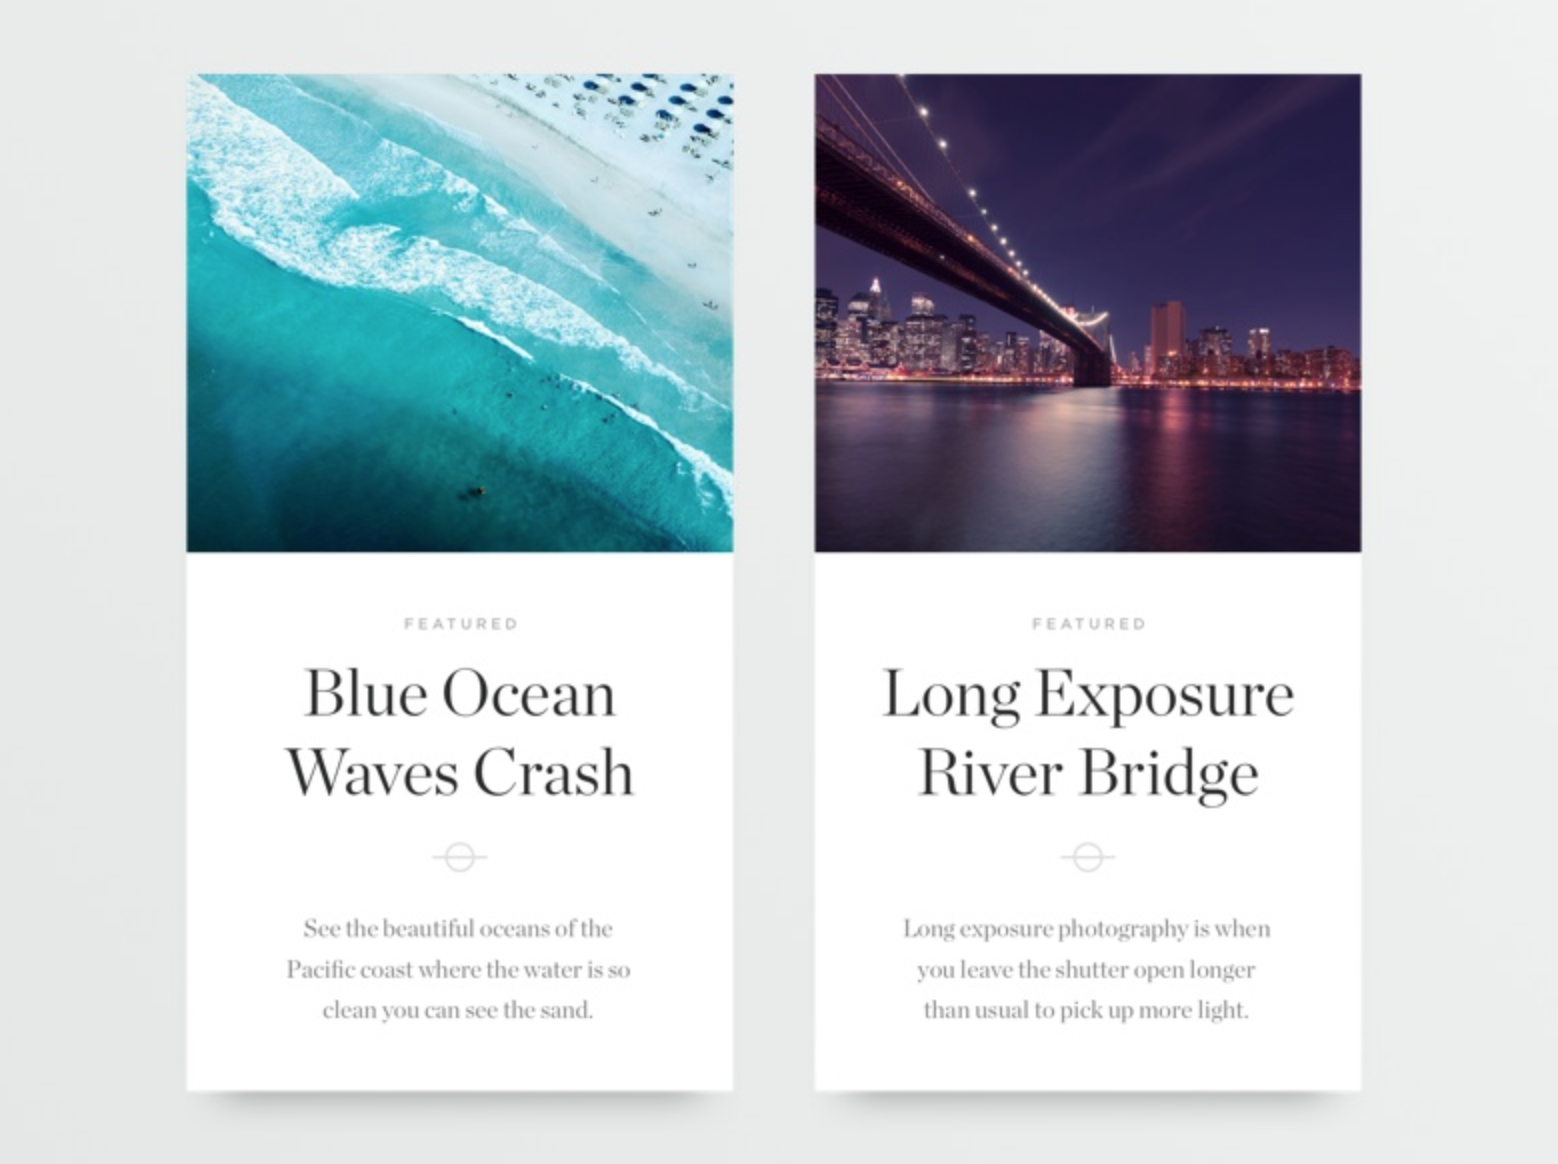 FEATURED
Blue Ocean
Waves Crash
See the beautiful oceans of the
Pacific coast where the water is so
clean you can see the sand.
FEATURED
Long Exposure
River Bridge
Long exposure photography is when
you leave the shutter open longer
than usual to pick up more light.